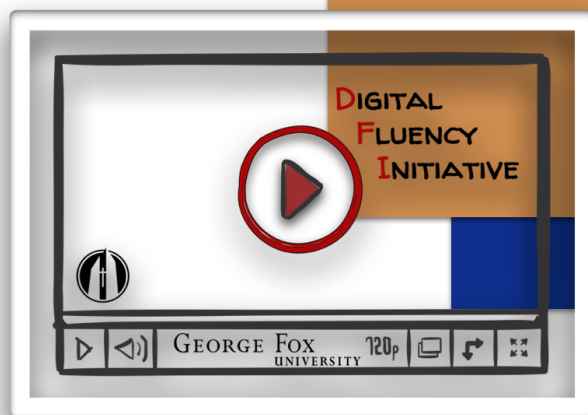 DIGITAL
FLUENCY
INITIATIVE
GEORGE FOX
UNIVERSITY
720p